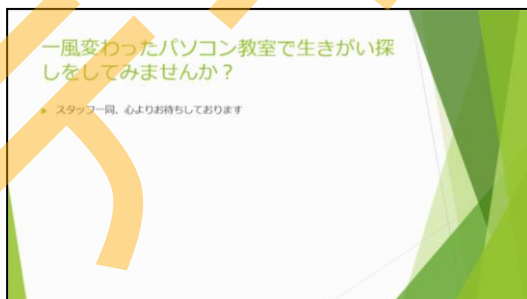 一風変わったパソコン教室で生きがい探
しをしてみませんか？
スタッフ一同、心よりお待ちしております